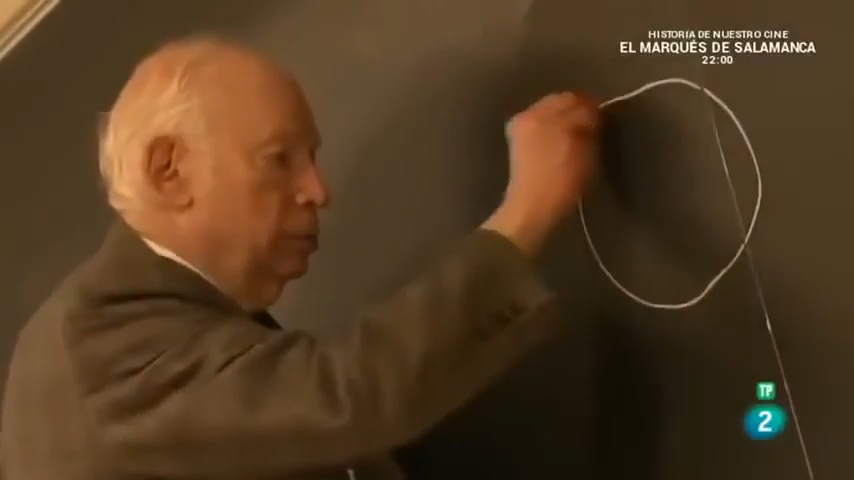 HISTORIA DE NUESTRO CINE
EL MARQUÉS DE SALAMANCA
22:00
TP
2